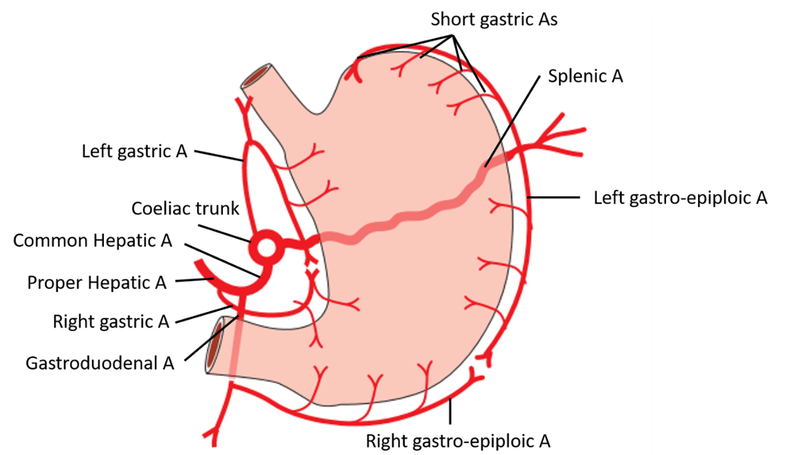 Short gastric As
Splenic A
Left gastric A
Left gastro-epiploic A
Coeliac trunk
Common Hepatic A
Proper Hepatic A
Right gastric A
Gastroduodenal A
Right gastro-epiploic A